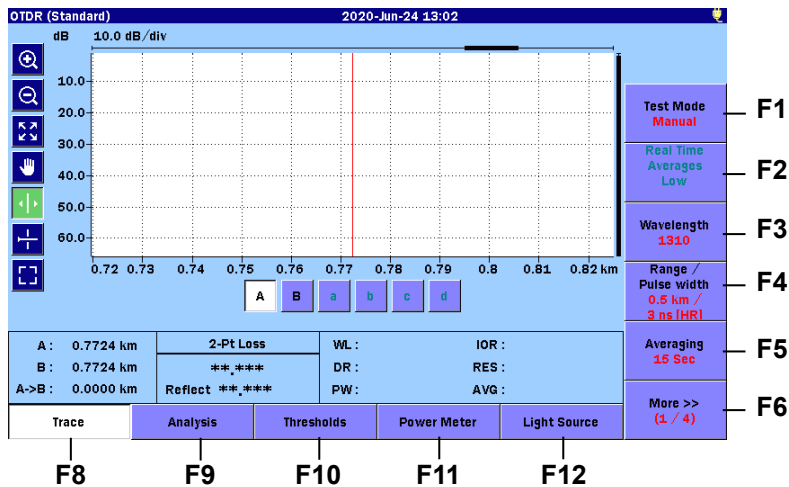 OTDR (Standard) 2020-Jun-24 13:02
dB 10.0 dB/div
10.0
20.0
30.0
40.0
50.0
60.0
0.72 0.73 0.74 0.75 0.76 0.77 0.78 0.79 0.8 0.81 0.82 km
A B a b c d
A : 0.7724 km
B : 0.7724 km
A->B : 0.0000 km
2-Pt Loss
**.***
Reflect **.***
WL : IOR :
DR : RES :
PW : AVG :
Trace Analysis Thresholds Power Meter Light Source
F8 F9 F10 F11 F12
Test Mode
Manual
F1
Real Time
Averages
Low
F2
Wavelength
1310
F3
Range /
Pulse width
0.5 km /
3 ns [HR]
F4
Averaging
15 Sec
F5
More >>
(1 / 4)
F6